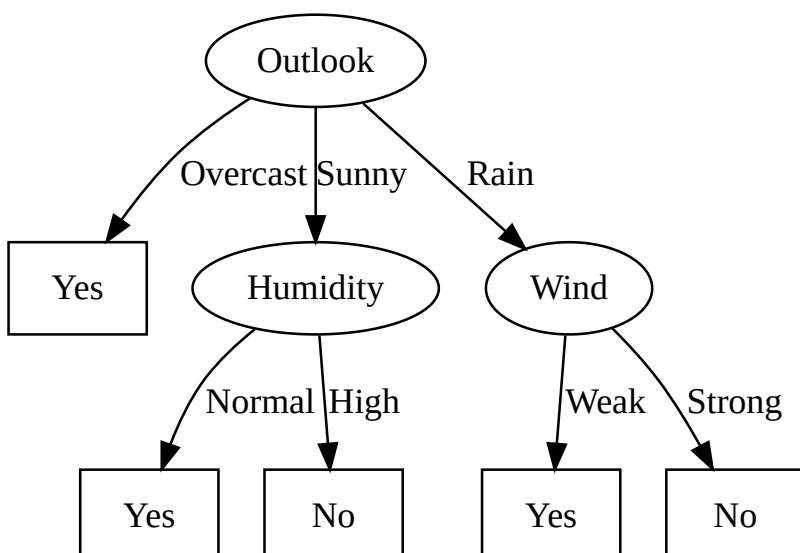 Outlook
Overcast Sunny Rain
Yes Humidity Wind
Normal High Weak Strong
Yes No Yes No